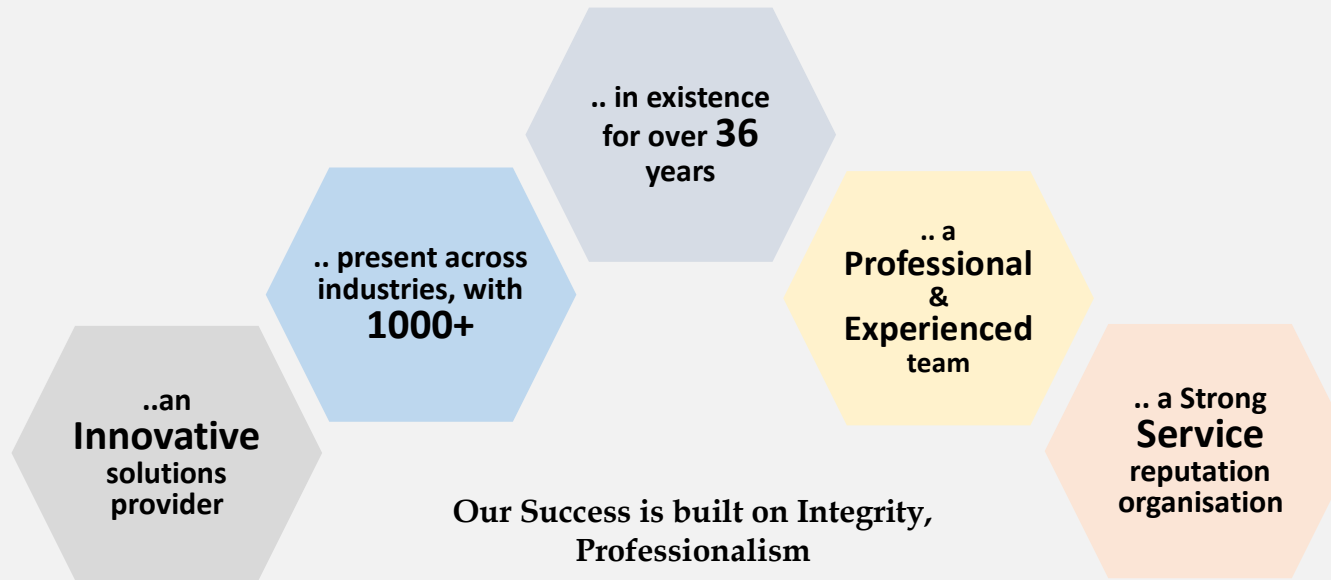 ..an
Innovative
solutions
provider
.. present across
industries, with
1000+
.. in existence
for over 36
years
.. a
Professional
&
Experienced
team
.. a Strong
Service
reputation
organisation
Our Success is built on Integrity,
Professionalism